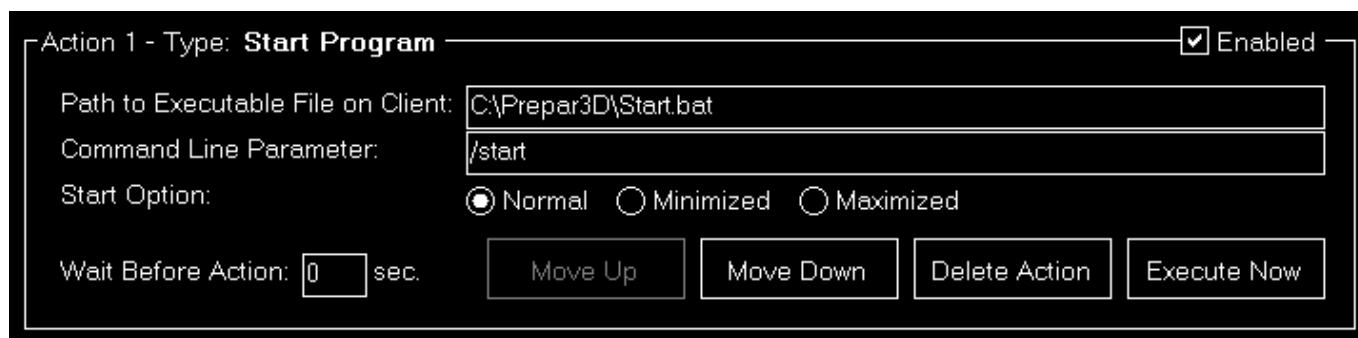 Action 1 - Type: Start Program Enabled
Path to Executable File on Client: C:\Prepar3D\Start.bat
Command Line Parameter: /start
Start Option: Normal Minimized Maximized
Wait Before Action: 0 sec. Move Up Move Down Delete Action Execute Now